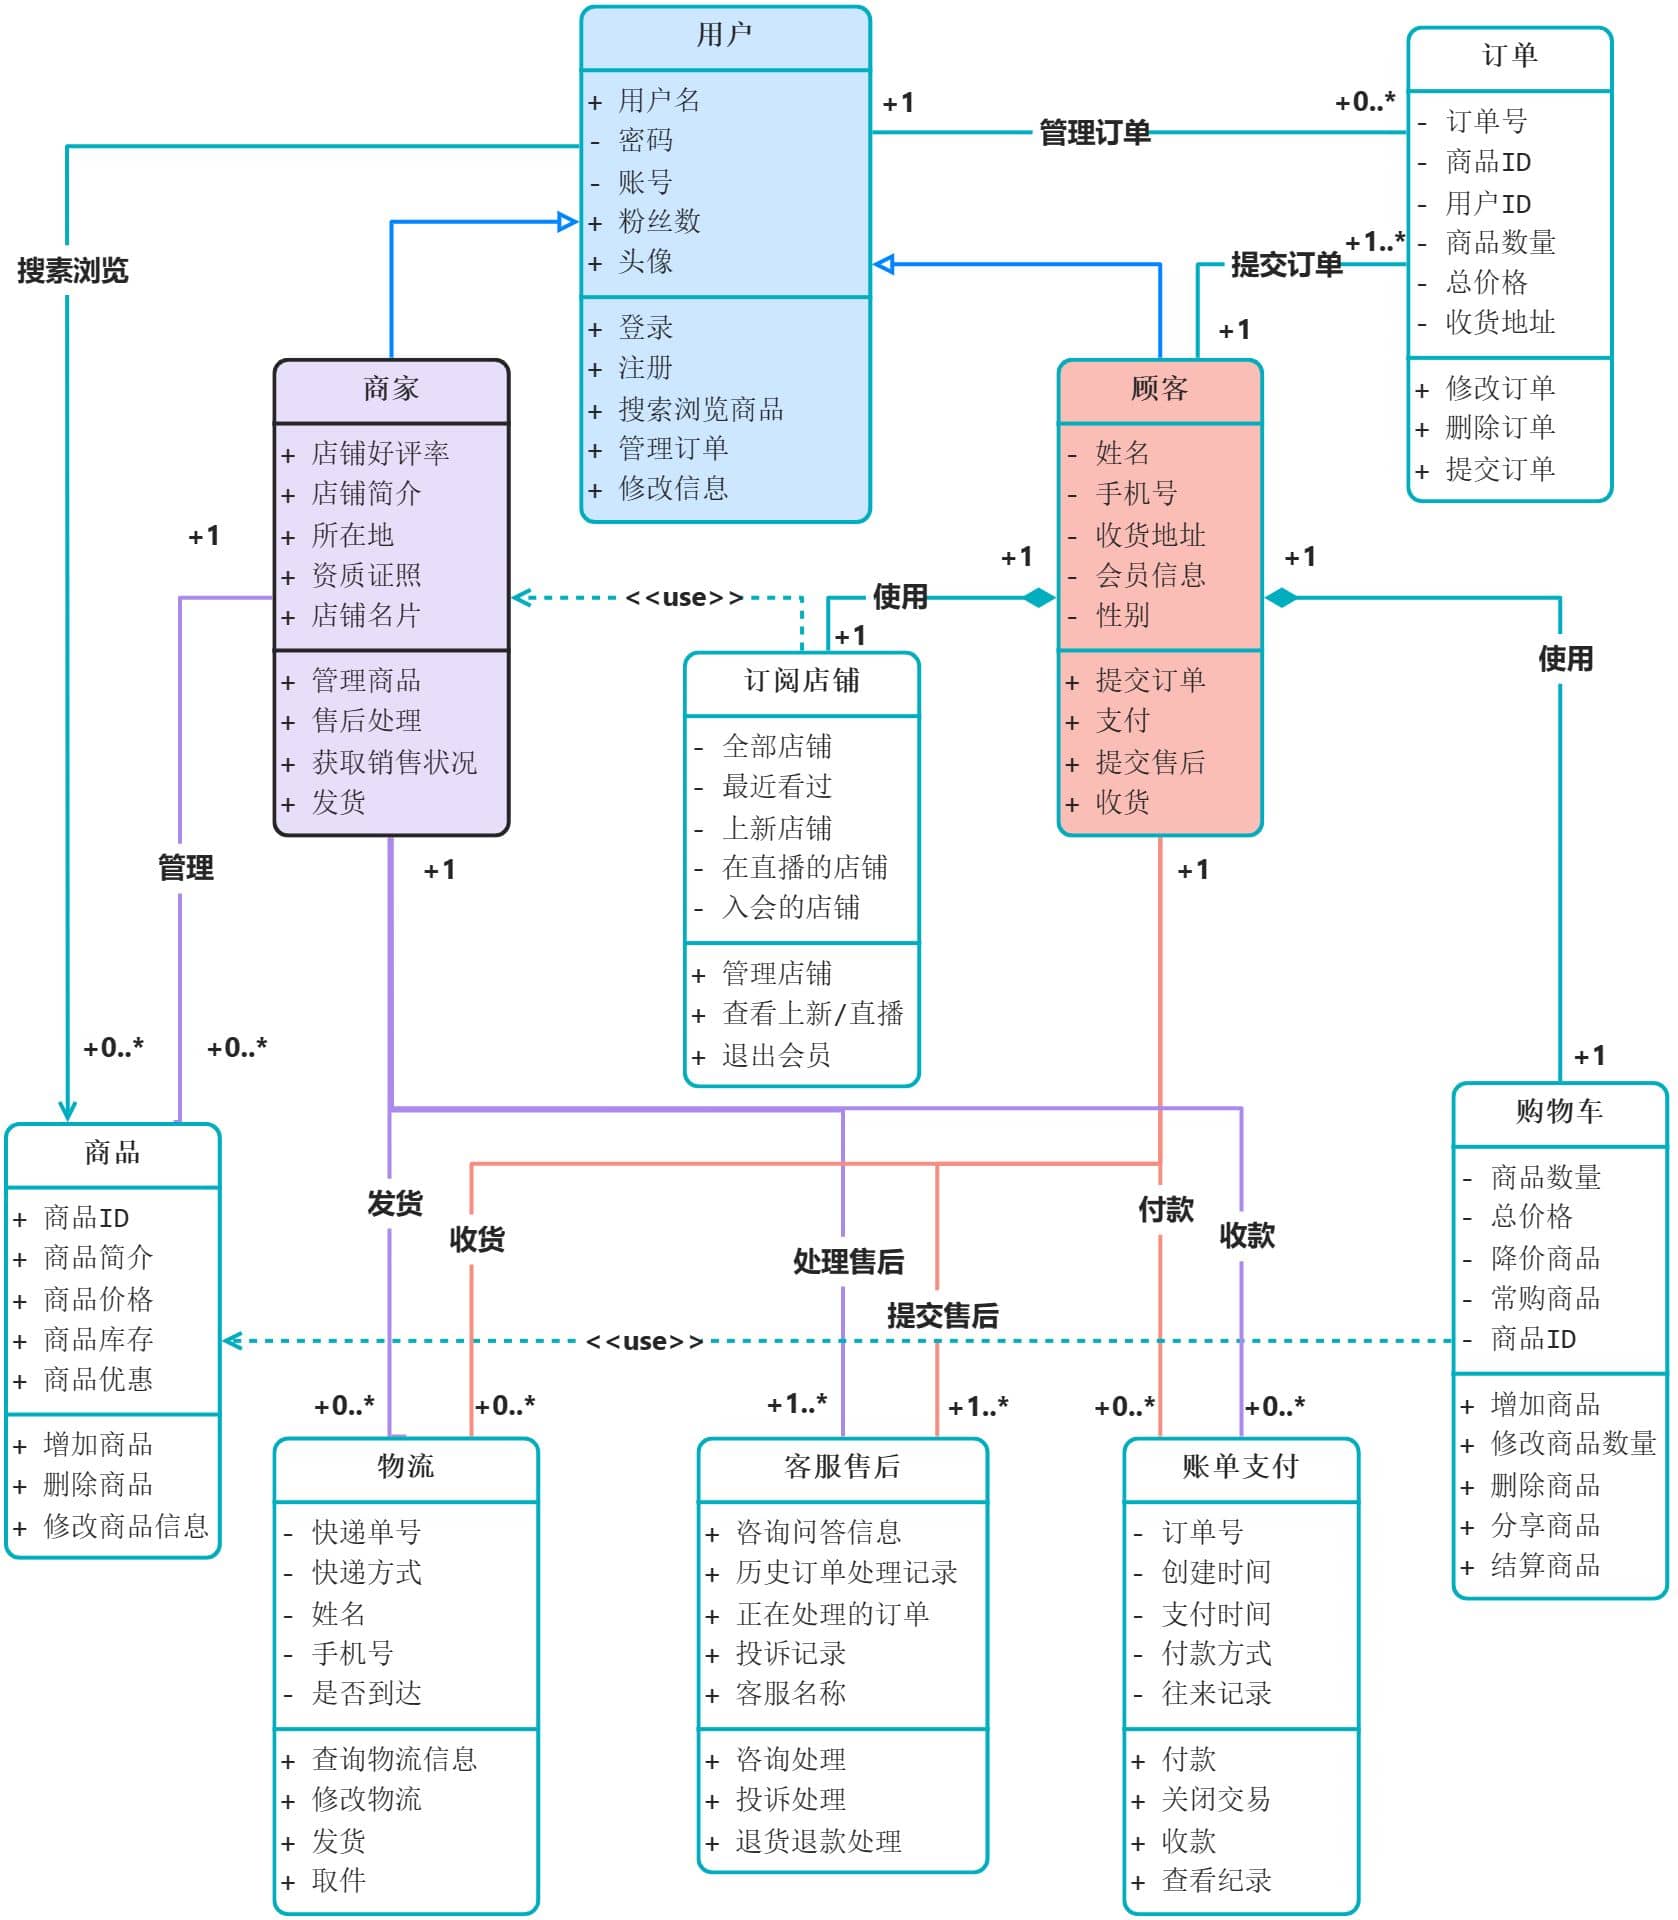 用户
+ 用户名
- 密码
- 账号
+ 粉丝数
+ 头像
+ 登录
+ 注册
+ 搜索浏览商品
+ 管理订单
+ 修改信息
+1
管理订单
+0..*
订单
- 订单号
- 商品ID
- 用户ID
- 商品数量
- 总价格
- 收货地址
+ 修改订单
+ 删除订单
+ 提交订单
搜素浏览
+0..*
提交订单
+1..*
+1
商家
+ 店铺好评率
+ 店铺简介
+ 所在地
+ 资质证照
+ 店铺名片
+ 管理商品
+ 售后处理
+ 获取销售状况
+ 发货
顾客
- 姓名
- 手机号
- 收货地址
- 会员信息
- 性别
+ 提交订单
+ 支付
+ 提交售后
+ 收货
+1
管理
+0..*
<<use>>
使用
+1
+1
+1
使用
+1
订阅店铺
- 全部店铺
- 最近看过
- 上新店铺
- 在直播的店铺
- 入会的店铺
+ 管理店铺
+ 查看上新/直播
+ 退出会员
+1
+1
商品
+ 商品ID
+ 商品简介
+ 商品价格
+ 商品库存
+ 商品优惠
+ 增加商品
+ 删除商品
+ 修改商品信息
购物车
- 商品数量
- 总价格
- 降价商品
- 常购商品
- 商品ID
+ 增加商品
+ 修改商品数量
+ 删除商品
+ 分享商品
+ 结算商品
发货
收货
处理售后
提交售后
付款
收款
<<use>>
+0..*
+0..*
+1..*
+1..*
+0..*
+0..*
物流
- 快递单号
- 快递方式
- 姓名
- 手机号
- 是否到达
+ 查询物流信息
+ 修改物流
+ 发货
+ 取件
客服售后
+ 咨询问答信息
+ 历史订单处理记录
+ 正在处理的订单
+ 投诉记录
+ 客服名称
+ 咨询处理
+ 投诉处理
+ 退货退款处理
账单支付
- 订单号
- 创建时间
- 支付时间
- 付款方式
- 往来记录
+ 付款
+ 关闭交易
+ 收款
+ 查看纪录